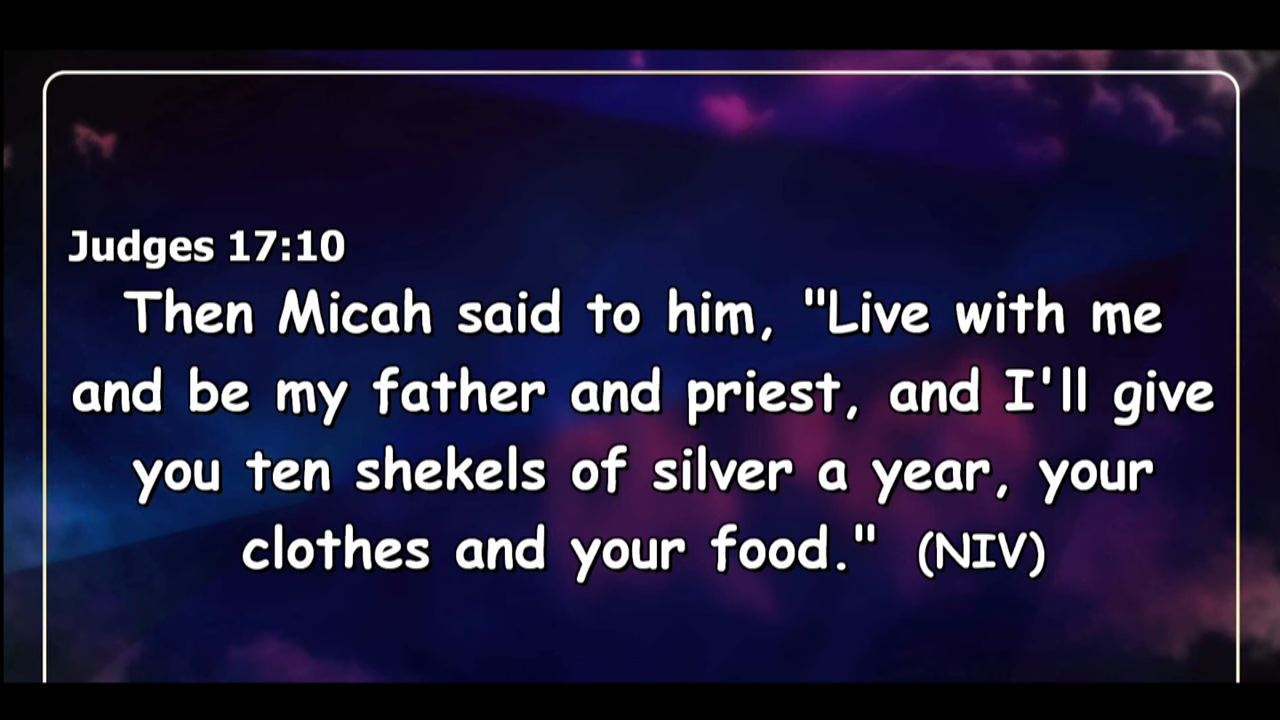 Judges 17:10
Then Micah said to him, "Live with me
and be my father and priest, and I'll give
you ten shekels of silver a year, your
clothes and your food." (NIV)